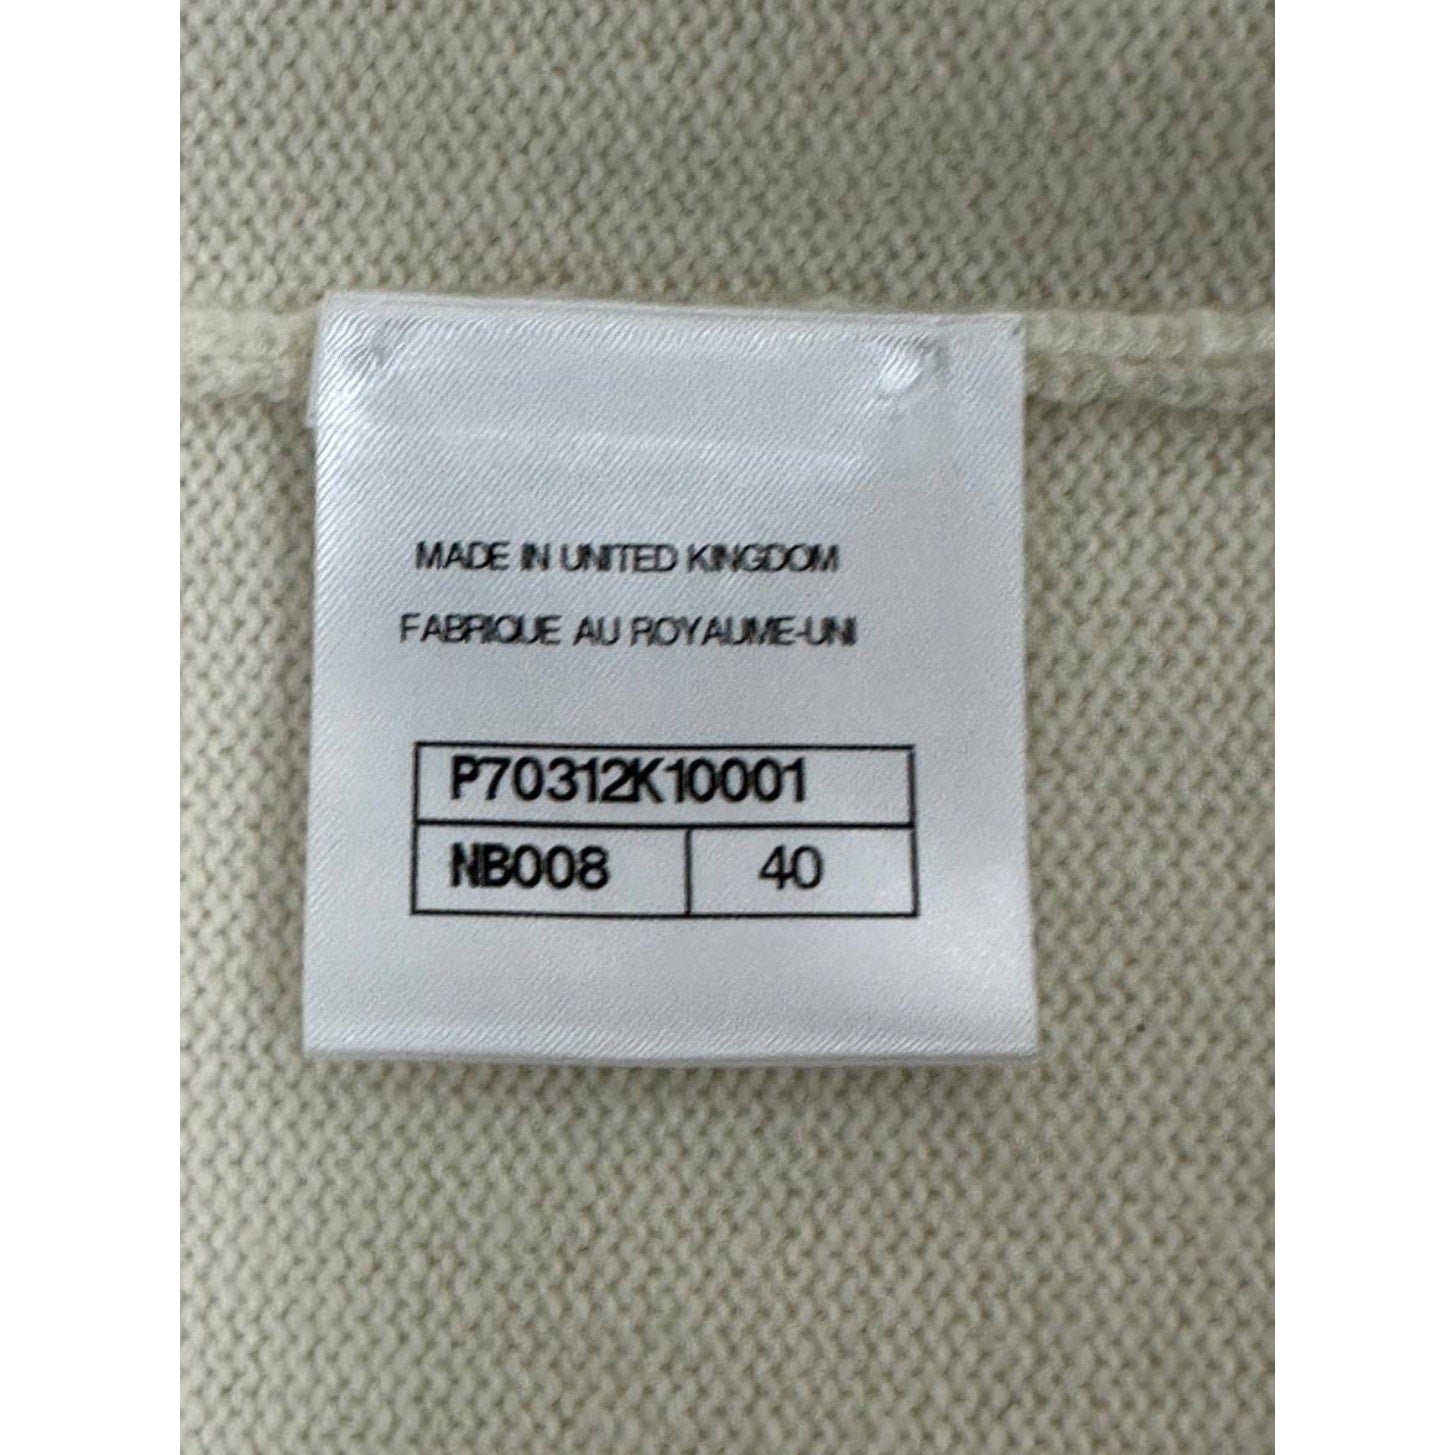 MADE IN UNITED KINGDOM
FABRIQUE AU ROYAUME-UNI
P70312K10001
NB008 40